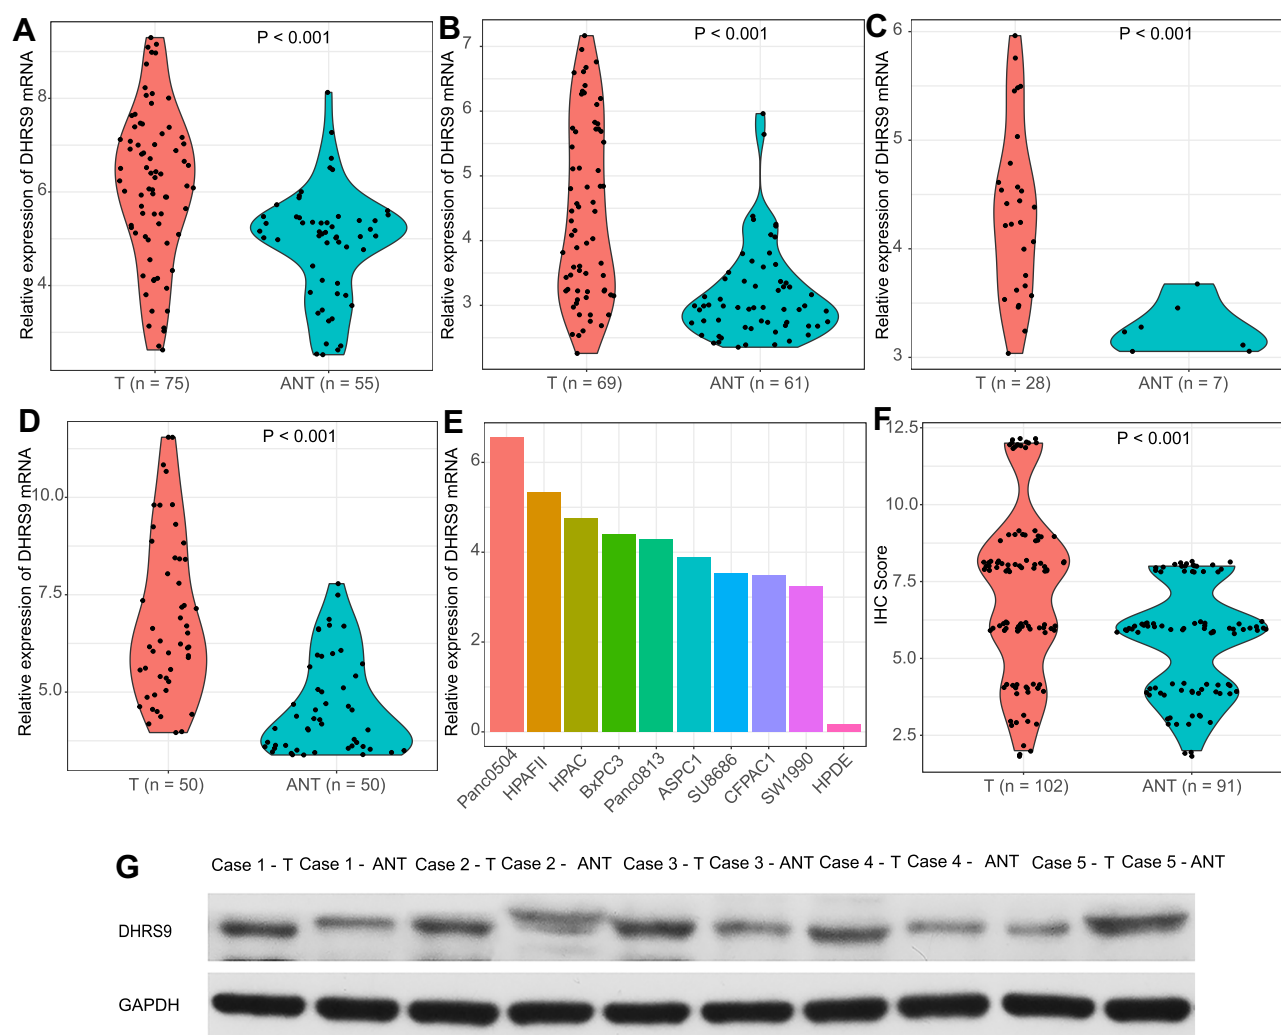 A
Relative expression of DHRS9 mRNA
P < 0.001
8
6
4
T (n = 75)
ANT (n = 55)
B
Relative expression of DHRS9 mRNA
P < 0.001
7
6
5
4
3
T (n = 69)
ANT (n = 61)
C
Relative expression of DHRS9 mRNA
P < 0.001
6
5
4
3
T (n = 28)
ANT (n = 7)
D
Relative expression of DHRS9 mRNA
P < 0.001
10.0
7.5
5.0
T (n = 50)
ANT (n = 50)
E
Relative expression of DHRS9 mRNA
6
4
2
0
Panc0504
HPAFII
HPAC
BxPC3
Panc0813
ASPC1
SU8686
CFPAC1
SW1990
HPDE
F
IHC Score
P < 0.001
12.5
10.0
7.5
5.0
2.5
T (n = 102)
ANT (n = 91)
G
Case 1 - T Case 1 - ANT Case 2 - T Case 2 - ANT Case 3 - T Case 3 - ANT Case 4 - T Case 4 - ANT Case 5 - T Case 5 - ANT
DHRS9
GAPDH